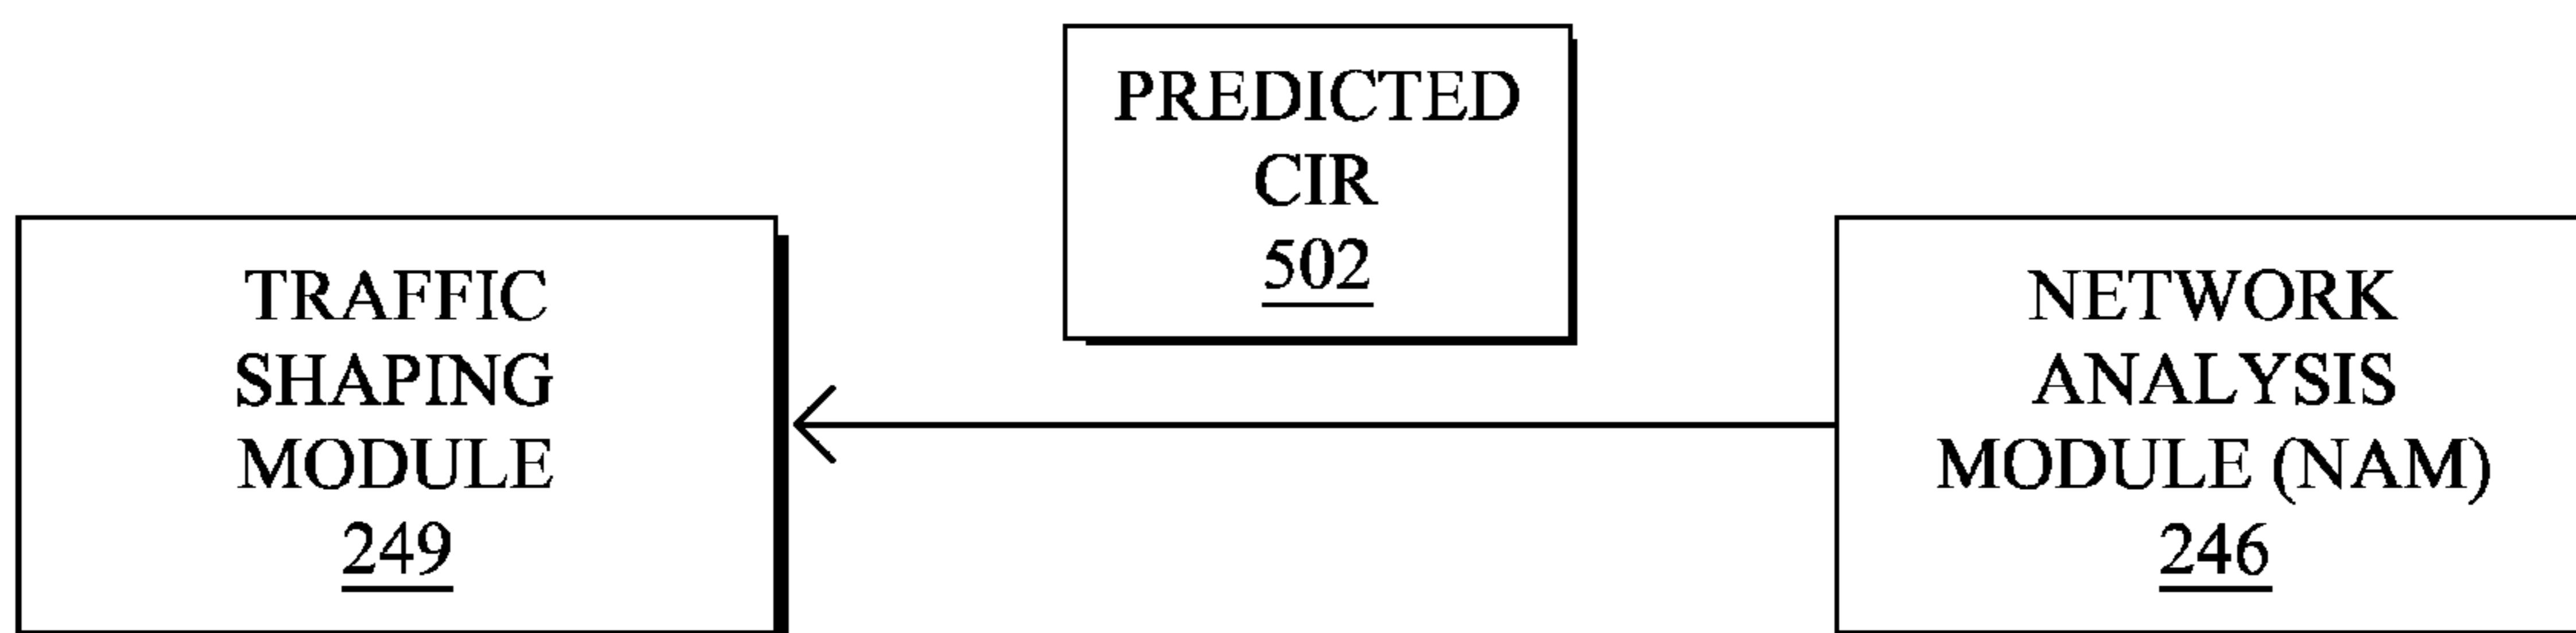 PREDICTED
CIR
502
TRAFFIC
SHAPING
MODULE
249
NETWORK
ANALYSIS
MODULE (NAM)
246